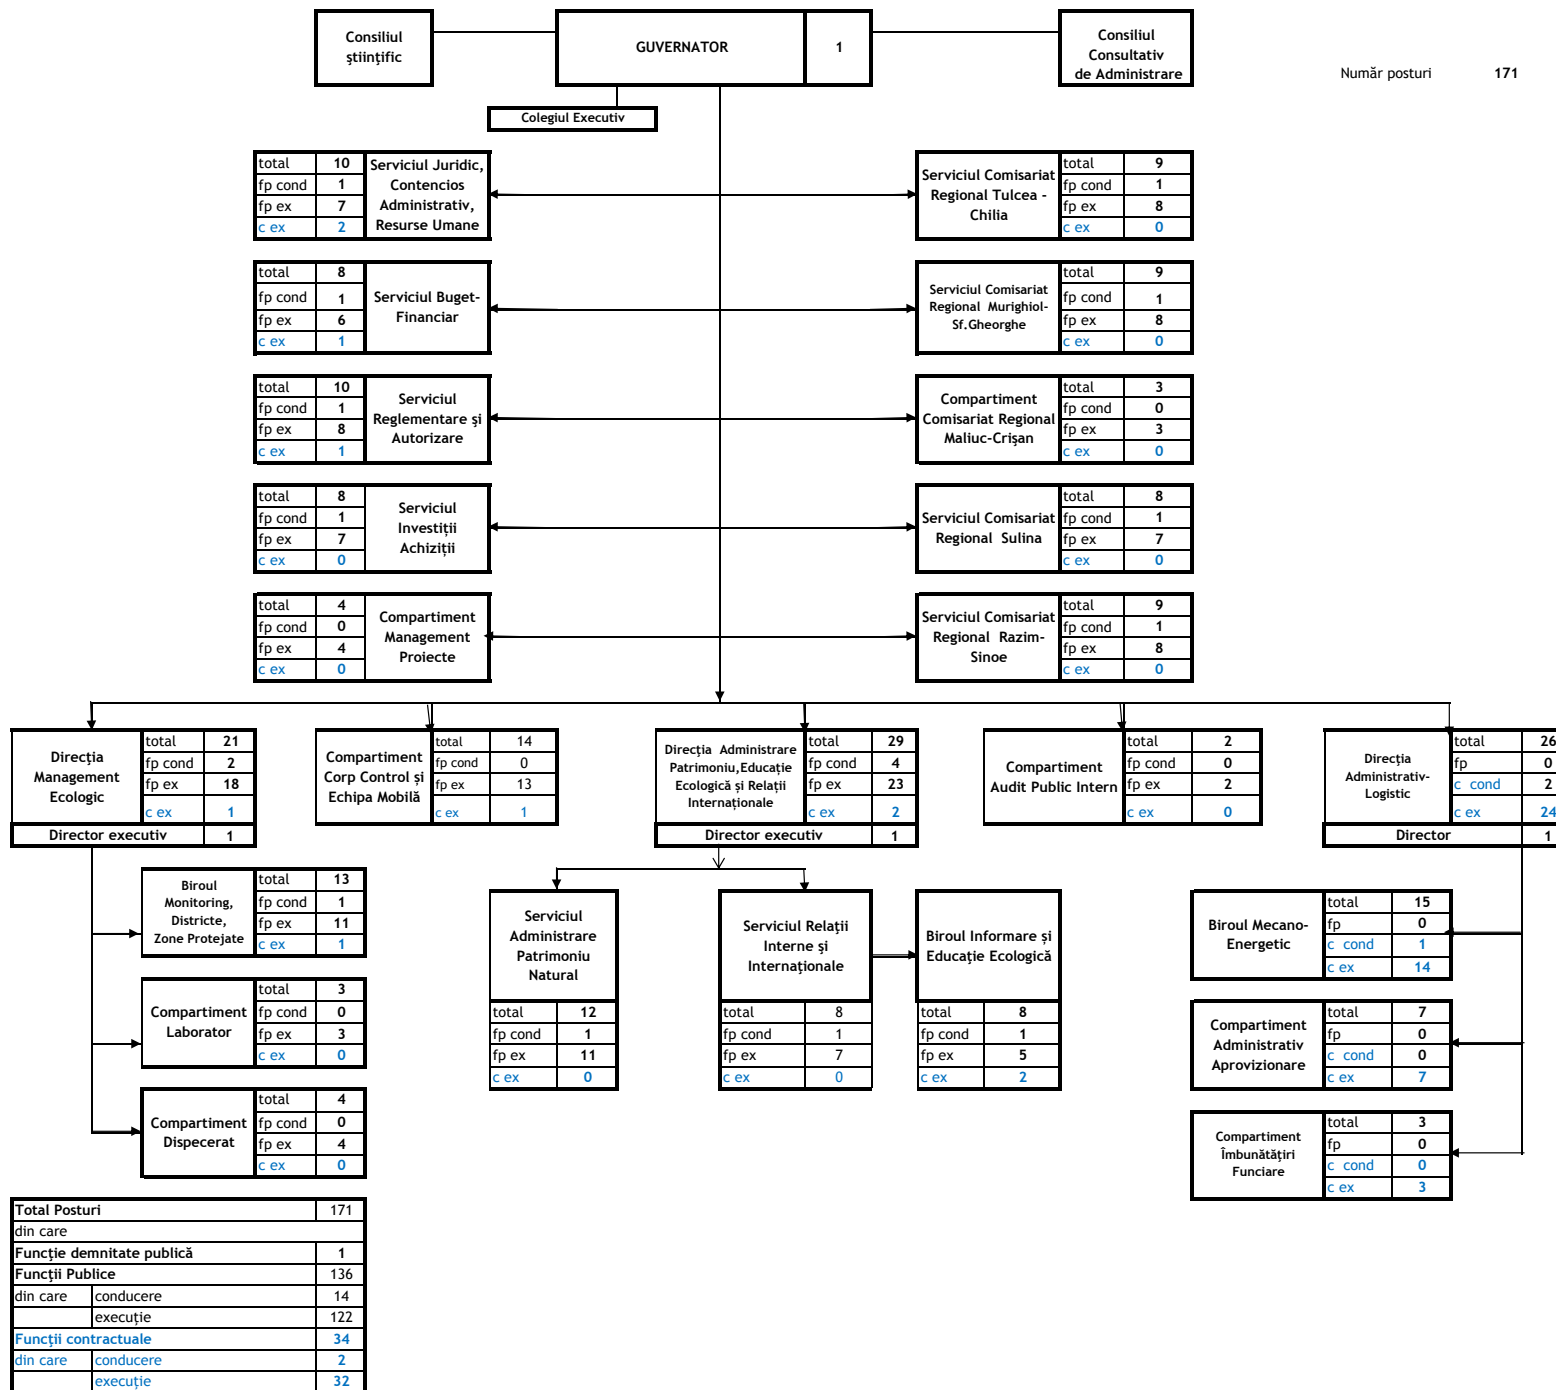 Consiliul
ştiinţific
GUVERNATOR 1
Consiliul
Consultativ
de Administrare
Număr posturi 171
Colegiul Executiv
total 10
fp cond 1
fp ex 7
c ex 2
Serviciul Juridic,
Contencios
Administrativ,
Resurse Umane
Serviciul Comisariat
Regional Tulcea -
Chilia
total 9
fp cond 1
fp ex 8
c ex 0
total 8
fp cond 1
fp ex 6
c ex 1
Serviciul Buget-
Financiar
Serviciul Comisariat
Regional Murighiol-
Sf.Gheorghe
total 9
fp cond 1
fp ex 8
c ex 0
total 10
fp cond 1
fp ex 8
c ex 1
Serviciul
Reglementare şi
Autorizare
Compartiment
Comisariat Regional
Maliuc-Crişan
total 3
fp cond 0
fp ex 3
c ex 0
total 8
fp cond 1
fp ex 7
c ex 0
Serviciul
Investiții
Achiziții
Serviciul Comisariat
Regional Sulina
total 8
fp cond 1
fp ex 7
c ex 0
total 4
fp cond 0
fp ex 4
c ex 0
Compartiment
Management
Proiecte
Serviciul Comisariat
Regional Razim-
Sinoe
total 9
fp cond 1
fp ex 8
c ex 0
Direcţia
Management
Ecologic
total 21
fp cond 2
fp ex 18
c ex 1
Director executiv 1
Compartiment
Corp Control și
Echipa Mobilă
total 14
fp cond 0
fp ex 13
c ex 1
Direcţia Administrare
Patrimoniu,Educație
Ecologică și Relații
Internaționale
total 29
fp cond 4
fp ex 23
c ex 2
Director executiv 1
Compartiment
Audit Public Intern
total 2
fp cond 0
fp ex 2
c ex 0
Direcţia
Administrativ-
Logistic
total 26
fp 0
c cond 2
c ex 24
Director 1
Biroul
Monitoring,
Districte,
Zone Protejate
total 13
fp cond 1
fp ex 11
c ex 1
Compartiment
Laborator
total 3
fp cond 0
fp ex 3
c ex 0
Compartiment
Dispecerat
total 4
fp cond 0
fp ex 4
c ex 0
Serviciul
Administrare
Patrimoniu
Natural
total 12
fp cond 1
fp ex 11
c ex 0
Serviciul Relaţii
Interne şi
Internaţionale
total 8
fp cond 1
fp ex 7
c ex 0
Biroul Informare și
Educaţie Ecologică
total 8
fp cond 1
fp ex 5
c ex 2
Biroul Mecano-
Energetic
total 15
fp 0
c cond 1
c ex 14
Compartiment
Administrativ
Aprovizionare
total 7
fp 0
c cond 0
c ex 7
Compartiment
Îmbunătăţiri
Funciare
total 3
fp 0
c cond 0
c ex 3
Total Posturi 171
din care
Funcţie demnitate publică 1
Funcţii Publice 136
din care conducere 14
execuţie 122
Funcţii contractuale 34
din care conducere 2
execuţie 32